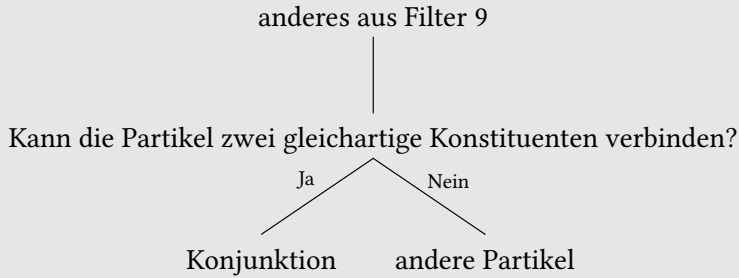 anderes aus Filter 9
Kann die Partikel zwei gleichartige Konstituenten verbinden?
Ja Nein
Konjunktion andere Partikel